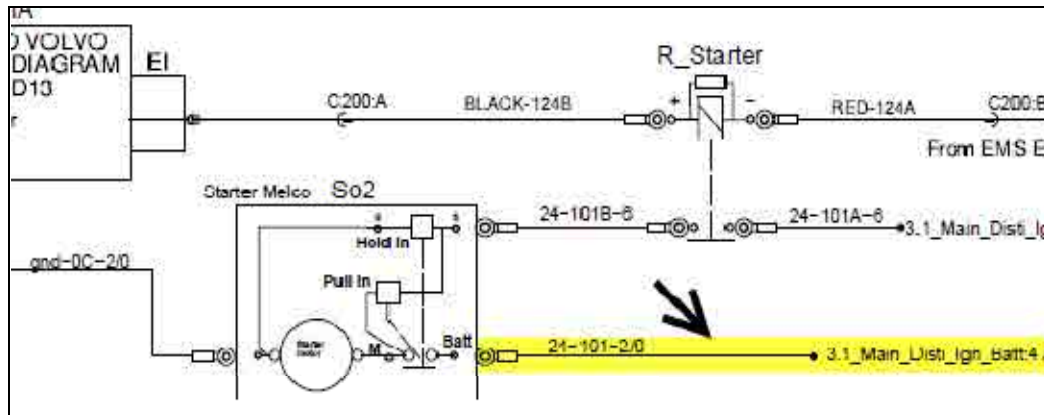 VOLVO
DIAGRAM
D13
EI
C200:A
BLACK-124B
R_Starter
+
-
RED-124A
C200:B
From EMS E
Starter Melco So2
24-101B-6
24-101A-6
3.1_Main_Disti_Ig
Hold In
gnd-0C-2/0
Pull In
Starter
M
Batt
24-101-2/0
3.1_Main_Disti_Ign_Batt:4